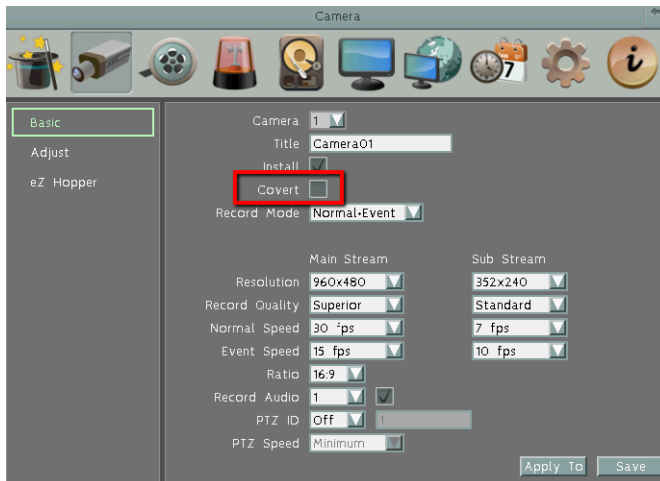 Camera
7
i
Basic
Adjust
eZ Hopper
Camera 1
Title Camera01
Install
Covert
Record Mode Normal+Event
Main Stream Sub Stream
Resolution 960x480 352x240
Record Quality Superior Standard
Normal Speed 30 fps 7 fps
Event Speed 15 fps 10 fps
Ratio 16:9
Record Audio 1
PTZ ID Off 1
PTZ Speed Minimum
Apply To Save